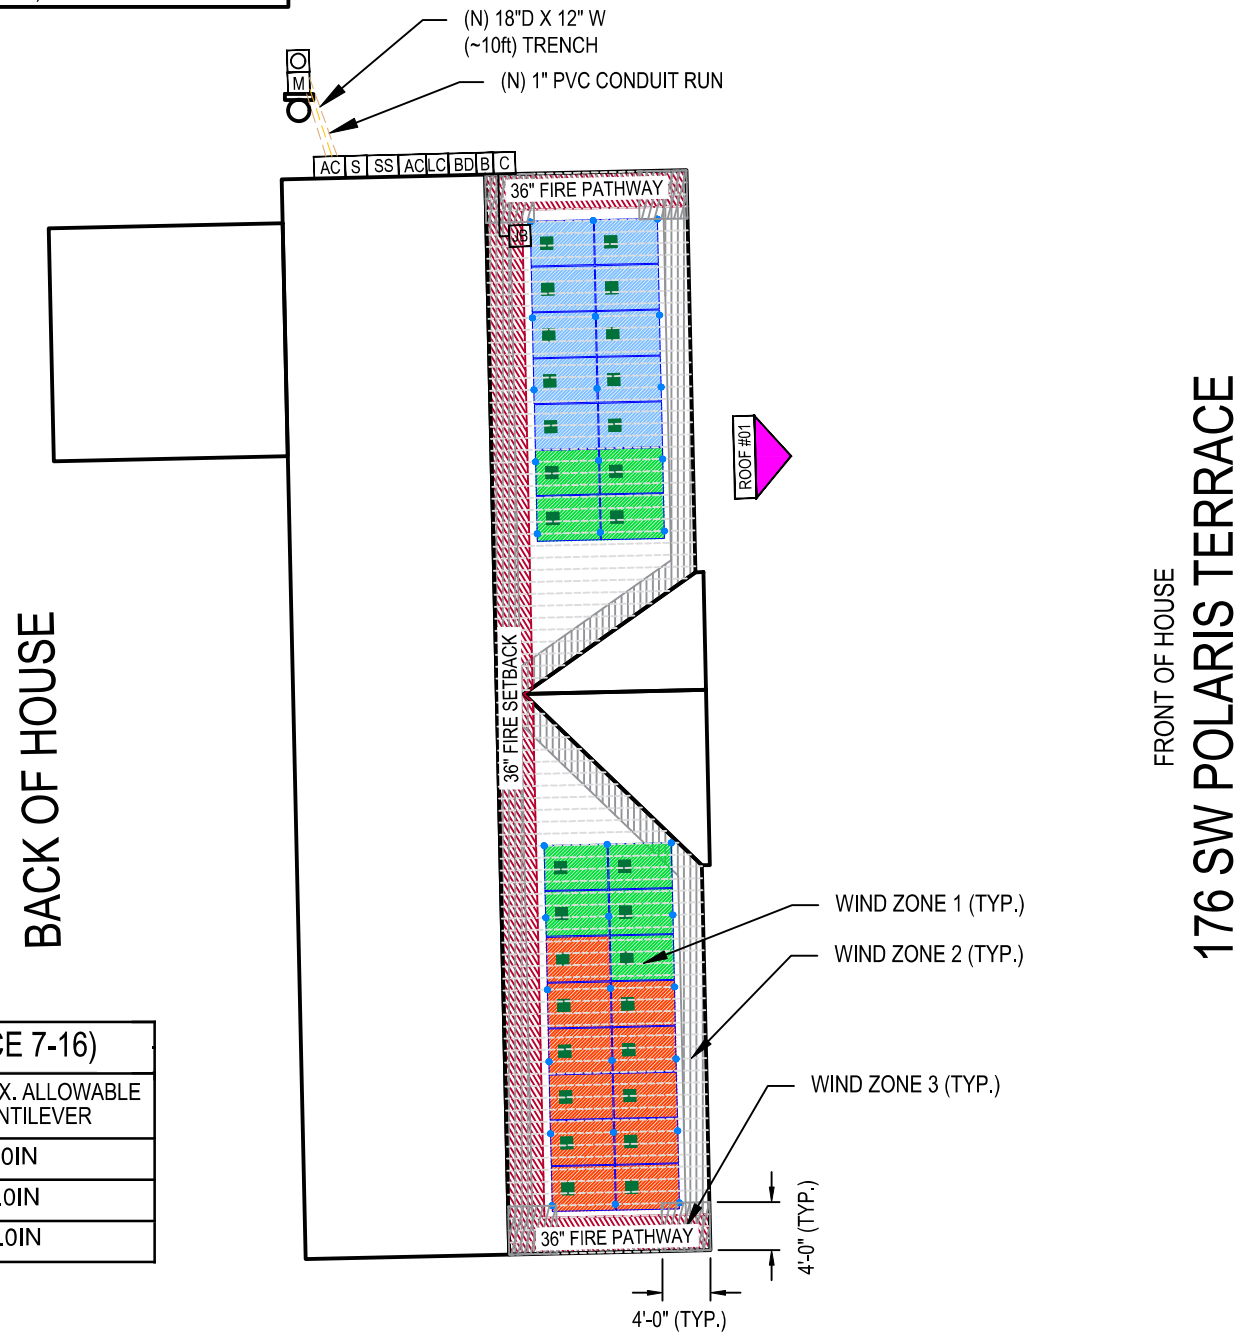 (N) 18"D X 12" W
(~10ft) TRENCH
(N) 1" PVC CONDUIT RUN
M
AC S SS AC LC BD B C
36" FIRE PATHWAY
JB
ROOF #01
36" FIRE SETBACK
BACK OF HOUSE
FRONT OF HOUSE
176 SW POLARIS TERRACE
WIND ZONE 1 (TYP.)
WIND ZONE 2 (TYP.)
WIND ZONE 3 (TYP.)
CE 7-16)
X. ALLOWABLE
NTILEVER
0IN
.0IN
.0IN
36" FIRE PATHWAY
4'-0" (TYP.)
4'-0" (TYP.)